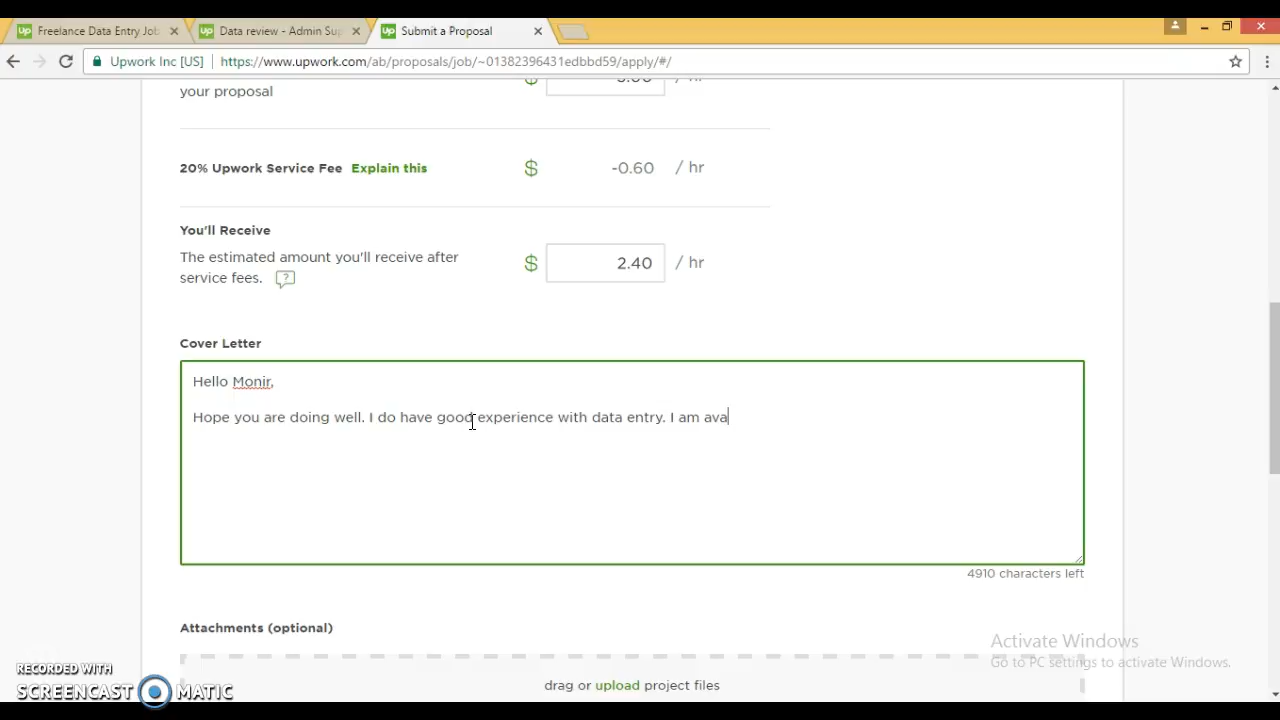 Freelance Data Entry Job
Data review - Admin Sup
Submit a Proposal
Upwork Inc [US] https://www.upwork.com/ab/proposals/job/~01382396431edbbd59/apply/#/
your proposal
$ / hr
20% Upwork Service Fee Explain this $ -0.60 / hr
You'll Receive
The estimated amount you'll receive after
service fees. ? $ 2.40 / hr
Cover Letter
Hello Monir,
Hope you are doing well. I do have good experience with data entry. I am ava
4910 characters left
Attachments (optional)
drag or upload project files
Activate Windows
Go to PC settings to activate Windows.
RECORDED WITH
SCREENCAST MATIC